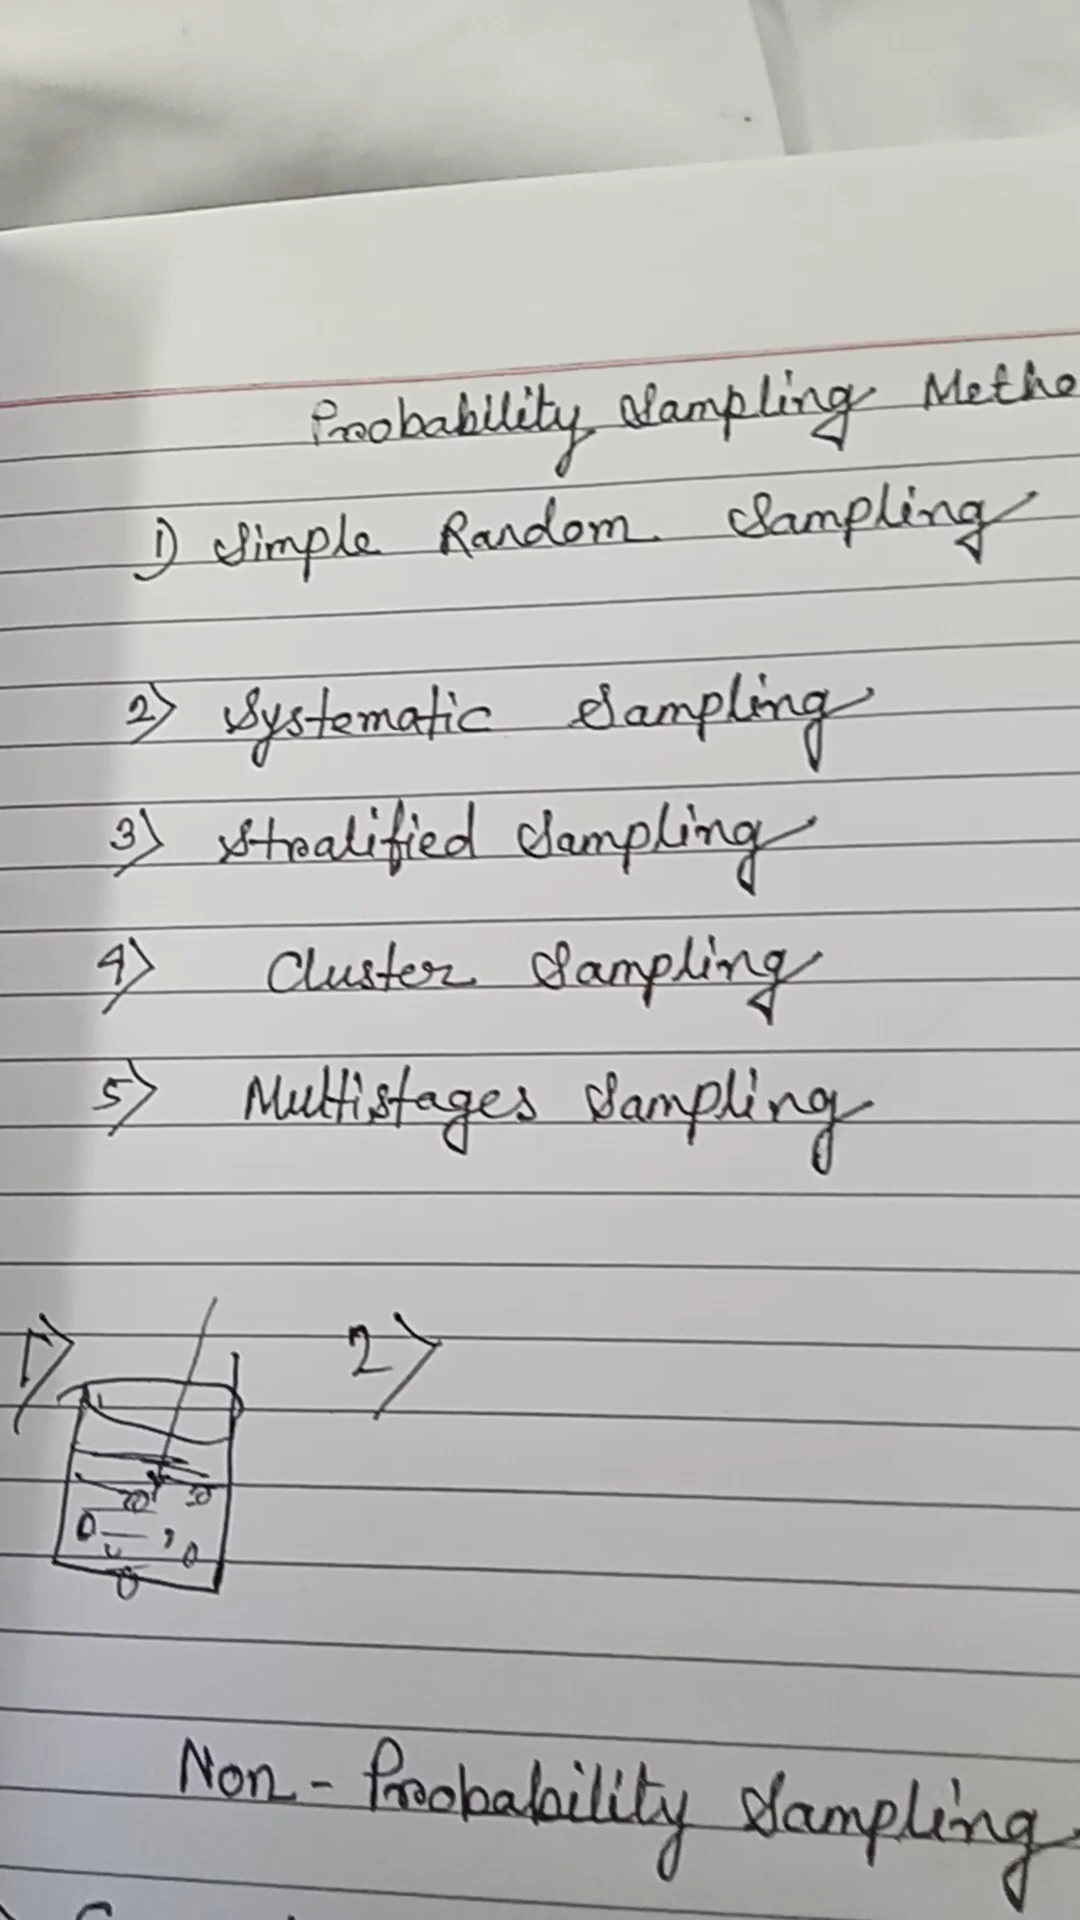 Probability Sampling Metho
1) Simple Random Sampling
2) Systematic Sampling
3) Stratified Sampling
4) Cluster Sampling
5) Multistages Sampling
1) 2)
Non-Probability Sampling